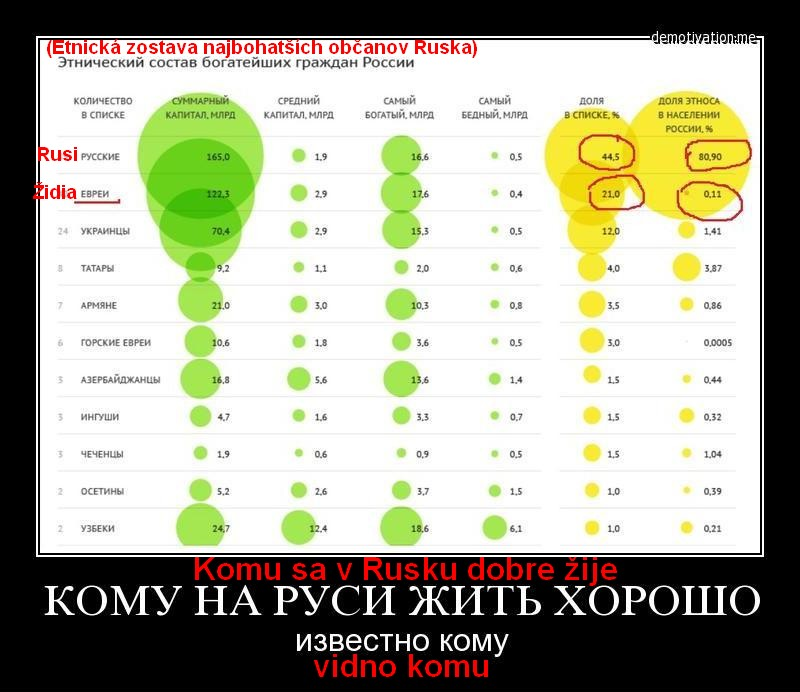 demotivation.me
(Etnická zostava najbohatších občanov Ruska)
Этнический состав богатейших граждан России
КОЛИЧЕСТВО В СПИСКЕ СУММАРНЫЙ КАПИТАЛ, МЛРД СРЕДНИЙ КАПИТАЛ, МЛРД САМЫЙ БОГАТЫЙ, МЛРД САМЫЙ БЕДНЫЙ, МЛРД ДОЛЯ В СПИСКЕ, % ДОЛЯ ЭТНОСА В НАСЕЛЕНИИ РОССИИ, %
Rusi РУССКИЕ 165,0 1,9 16,6 0,5 44,5 80,90
Židia ЕВРЕИ 122,3 2,9 17,6 0,4 21,0 0,11
24 УКРАИНЦЫ 70,4 2,9 15,3 0,5 12,0 1,41
8 ТАТАРЫ 9,2 1,1 2,0 0,6 4,0 3,87
7 АРМЯНЕ 21,0 3,0 10,3 0,8 3,5 0,86
6 ГОРСКИЕ ЕВРЕИ 10,6 1,8 3,6 0,5 3,0 0,0005
3 АЗЕРБАЙДЖАНЦЫ 16,8 5,6 13,6 1,4 1,5 0,44
3 ИНГУШИ 4,7 1,6 3,3 0,7 1,5 0,32
3 ЧЕЧЕНЦЫ 1,9 0,6 0,9 0,5 1,5 1,04
2 ОСЕТИНЫ 5,2 2,6 3,7 1,5 1,0 0,39
2 УЗБЕКИ 24,7 12,4 18,6 6,1 1,0 0,21
Komu sa v Rusku dobre žije
КОМУ НА РУСИ ЖИТЬ ХОРОШО
известно кому
vidno komu